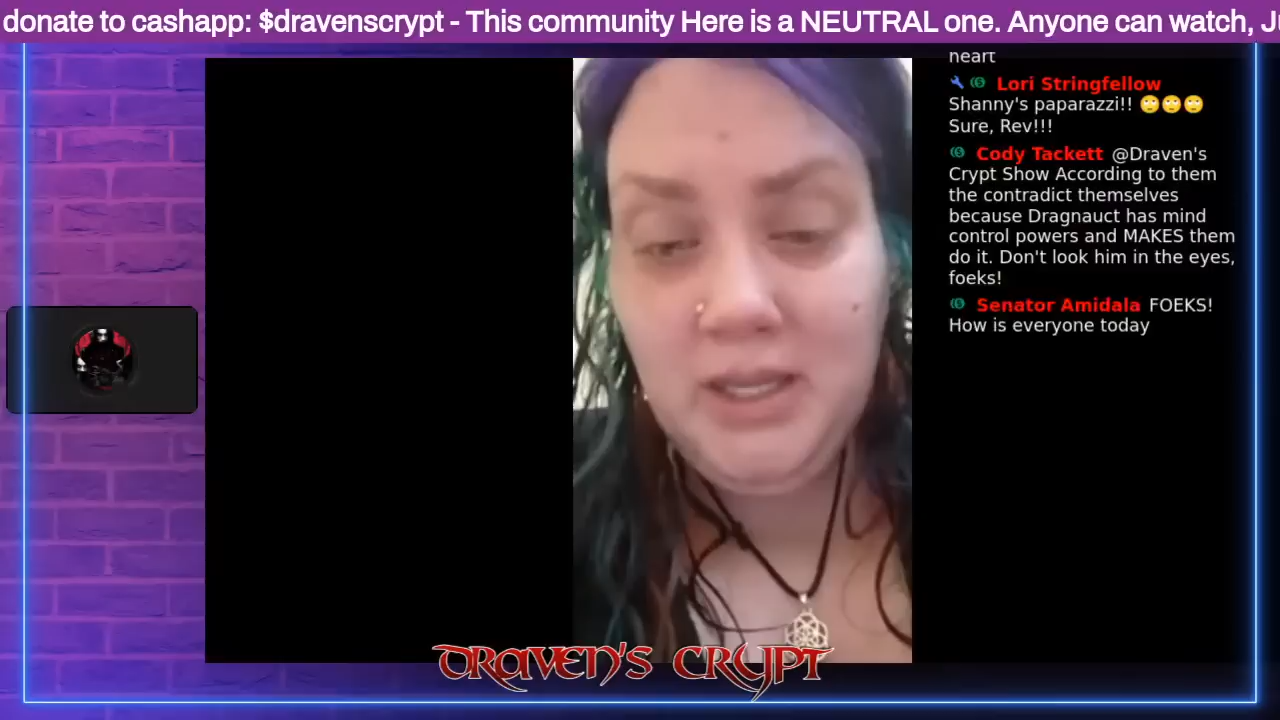 donate to cashapp: $dravenscrypt - This community Here is a NEUTRAL one. Anyone can watch, J
heart
Lori Stringfellow
Shanny's paparazzi!! 🙄🙄🙄
Sure, Rev!!!
Cody Tackett @Draven's
Crypt Show According to them
the contradict themselves
because Dragnauct has mind
control powers and MAKES them
do it. Don't look him in the eyes,
foeks!
Senator Amidala FOEKS!
How is everyone today
DRAVEN'S CRYPT